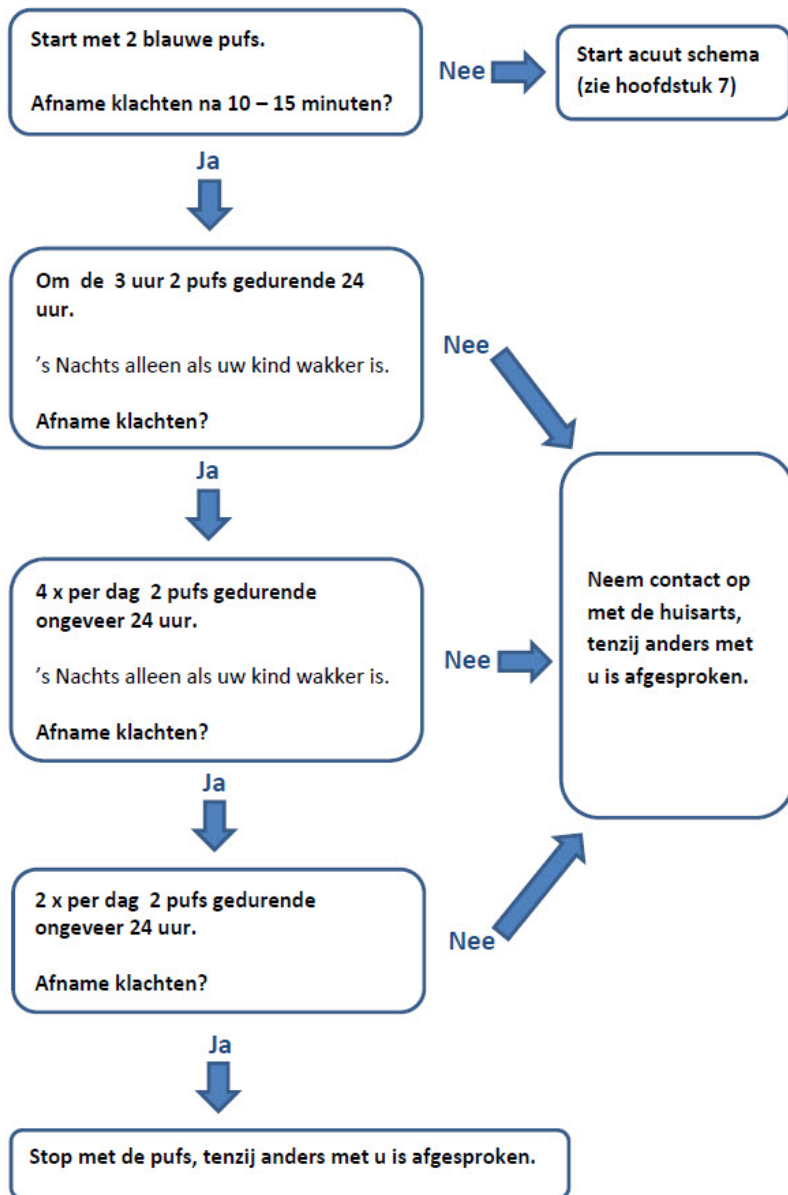 Start met 2 blauwe pufs.
Afname klachten na 10 – 15 minuten?
Nee
Start acuut schema
(zie hoofdstuk 7)
Ja
Om de 3 uur 2 pufs gedurende 24
uur.
’s Nachts alleen als uw kind wakker is.
Afname klachten?
Nee
Ja
4 x per dag 2 pufs gedurende
ongeveer 24 uur.
’s Nachts alleen als uw kind wakker is.
Afname klachten?
Nee
Neem contact op
met de huisarts,
tenzij anders met
u is afgesproken.
Ja
2 x per dag 2 pufs gedurende
ongeveer 24 uur.
Afname klachten?
Nee
Ja
Stop met de pufs, tenzij anders met u is afgesproken.